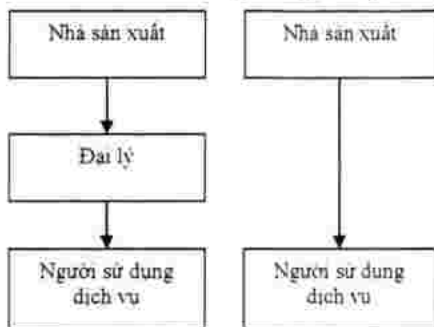 Nhà sản xuất
Nhà sản xuất
Đại lý
Người sử dụng
dịch vụ
Người sử dụng
dịch vụ